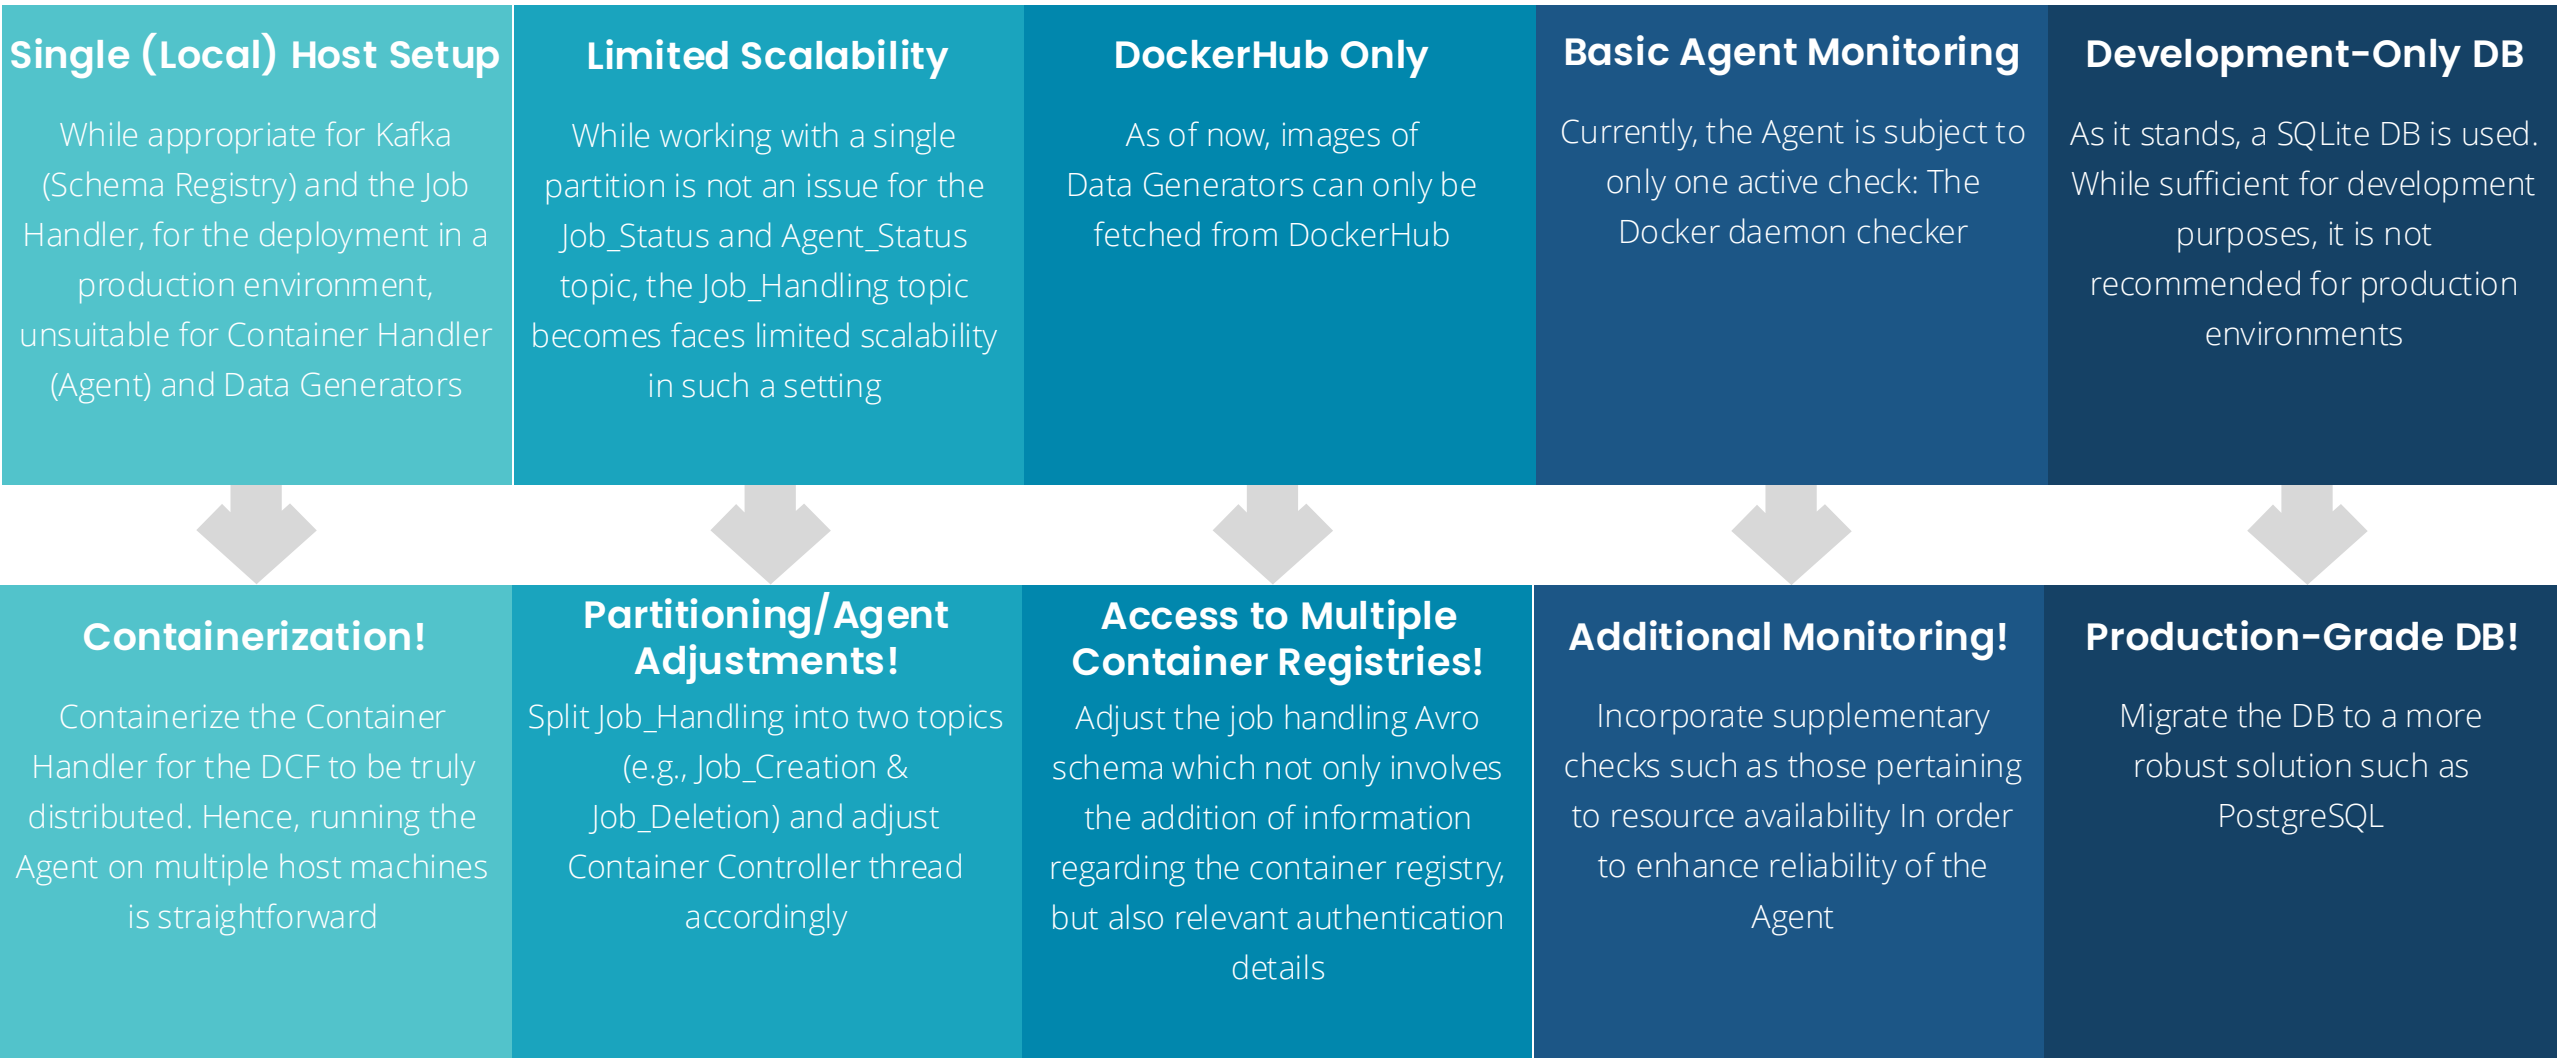 Single (Local) Host Setup
While appropriate for Kafka
(Schema Registry) and the Job
Handler, for the deployment in a
production environment,
unsuitable for Container Handler
(Agent) and Data Generators
Limited Scalability
While working with a single
partition is not an issue for the
Job_Status and Agent_Status
topic, the Job_Handling topic
becomes faces limited scalability
in such a setting
DockerHub Only
As of now, images of
Data Generators can only be
fetched from DockerHub
Basic Agent Monitoring
Currently, the Agent is subject to
only one active check: The
Docker daemon checker
Development-Only DB
As it stands, a SQLite DB is used.
While sufficient for development
purposes, it is not
recommended for production
environments
Containerization!
Containerize the Container
Handler for the DCF to be truly
distributed. Hence, running the
Agent on multiple host machines
is straightforward
Partitioning/Agent
Adjustments!
Split Job_Handling into two topics
(e.g., Job_Creation &
Job_Deletion) and adjust
Container Controller thread
accordingly
Access to Multiple
Container Registries!
Adjust the job handling Avro
schema which not only involves
the addition of information
regarding the container registry,
but also relevant authentication
details
Additional Monitoring!
Incorporate supplementary
checks such as those pertaining
to resource availability In order
to enhance reliability of the
Agent
Production-Grade DB!
Migrate the DB to a more
robust solution such as
PostgreSQL